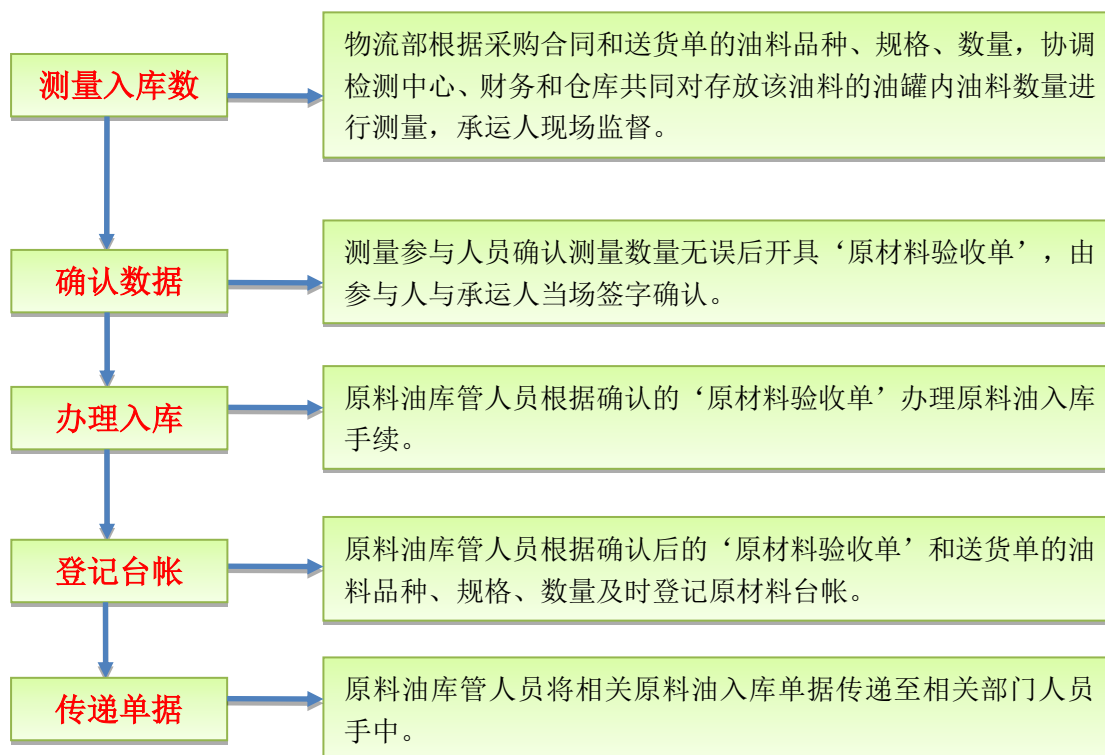 测量入库数
物流部根据采购合同和送货单的油料品种、规格、数量，协调
检测中心、财务和仓库共同对存放该油料的油罐内油料数量进
行测量，承运人现场监督。
确认数据
测量参与人员确认测量数量无误后开具‘原材料验收单’，由
参与人与承运人当场签字确认。
办理入库
原料油库管人员根据确认的‘原材料验收单’办理原料油入库
手续。
登记台帐
原料油库管人员根据确认后的‘原材料验收单’和送货单的油
料品种、规格、数量及时登记原材料台帐。
传递单据
原料油库管人员将相关原料油入库单据传递至相关部门人员
手中。